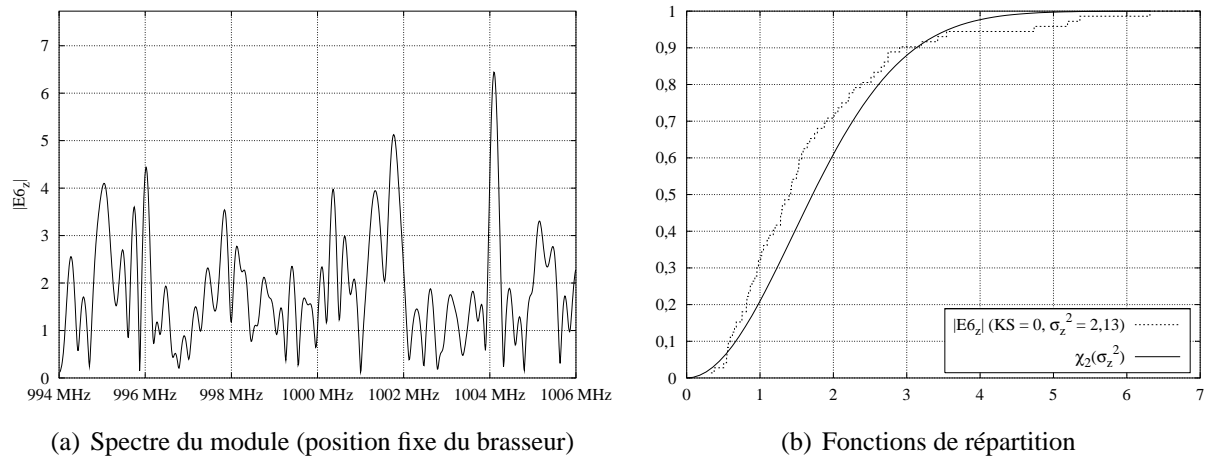 7
6
5
4
3
2
1
0
|E6z|
994 MHz 996 MHz 998 MHz 1000 MHz 1002 MHz 1004 MHz 1006 MHz
(a) Spectre du module (position fixe du brasseur)
1
0,9
0,8
0,7
0,6
0,5
0,4
0,3
0,2
0,1
0
|E6z| (KS = 0, σz² = 2,13)
χ2(σz²)
0 1 2 3 4 5 6 7
(b) Fonctions de répartition